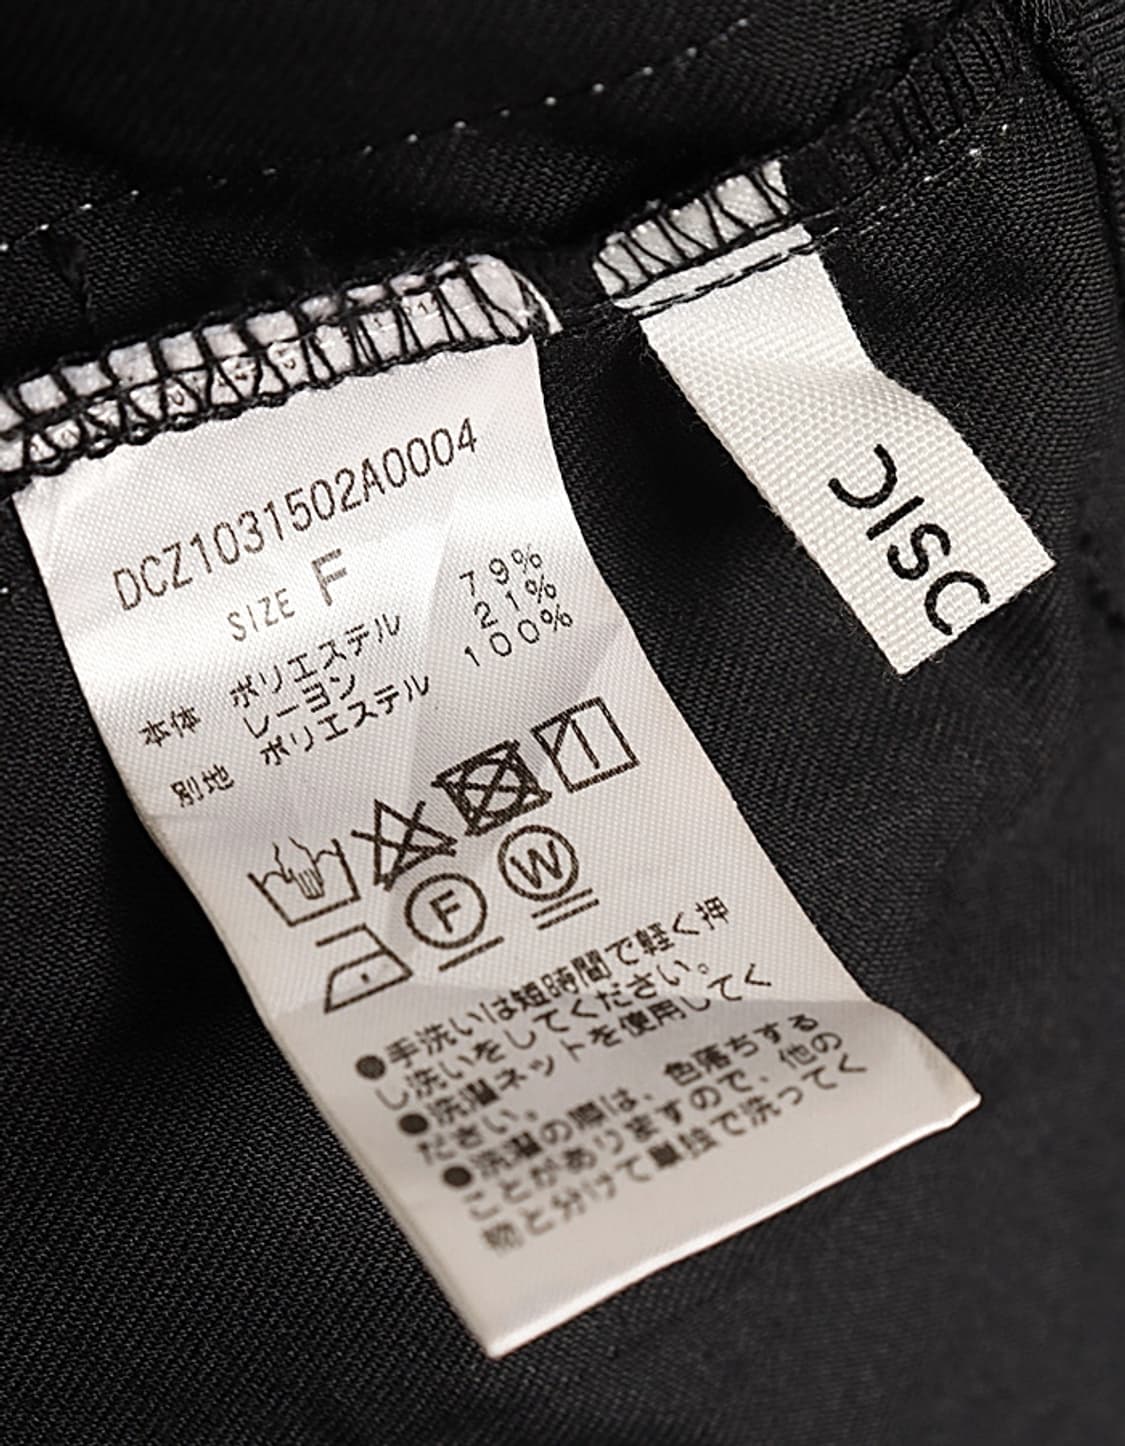 DCZ1031502A0004
SIZE F
本体 ポリエステル 79%
レーヨン 21%
別地 ポリエステル 100%
F
W
●手洗いは短時間で軽く押
し洗いをしてください。
●洗濯ネットを使用してく
ださい。
●洗濯の際は、色落ちする
ことがありますので、他の
物と分けて単独で洗ってく
DISC